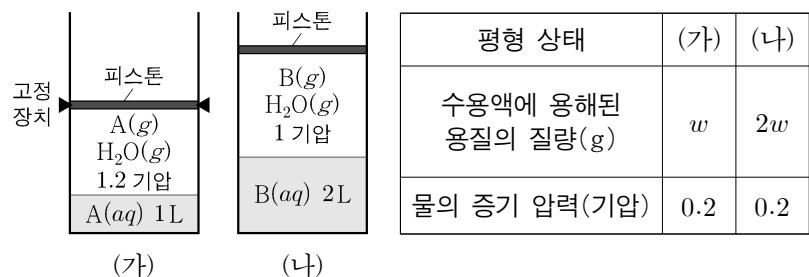 피스톤
고정
장치
A(g)
H₂O(g)
1.2 기압
A(aq) 1L
(가)
피스톤
B(g)
H₂O(g)
1 기압
B(aq) 2L
(나)
평형 상태 (가) (나)
수용액에 용해된
용질의 질량(g) w 2w
물의 증기 압력(기압) 0.2 0.2